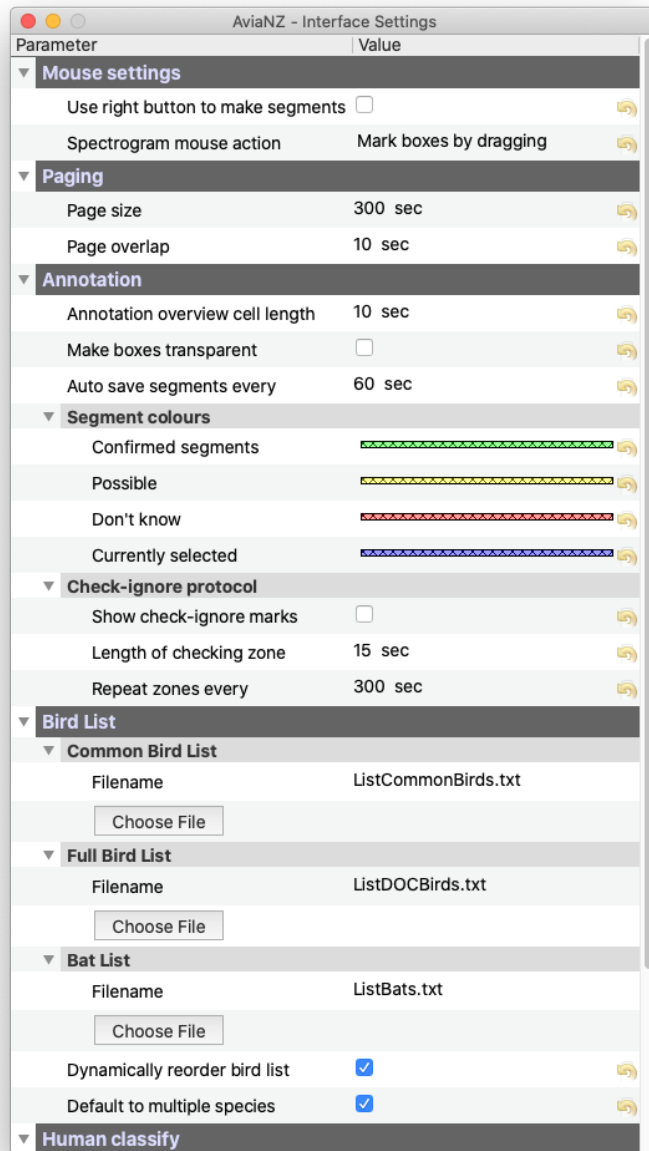 AviaNZ - Interface Settings
Parameter Value
Mouse settings
Use right button to make segments
Spectrogram mouse action Mark boxes by dragging
Paging
Page size 300 sec
Page overlap 10 sec
Annotation
Annotation overview cell length 10 sec
Make boxes transparent
Auto save segments every 60 sec
Segment colours
Confirmed segments
Possible
Don't know
Currently selected
Check-ignore protocol
Show check-ignore marks
Length of checking zone 15 sec
Repeat zones every 300 sec
Bird List
Common Bird List
Filename ListCommonBirds.txt
Choose File
Full Bird List
Filename ListDOCBirds.txt
Choose File
Bat List
Filename ListBats.txt
Choose File
Dynamically reorder bird list
Default to multiple species
Human classify